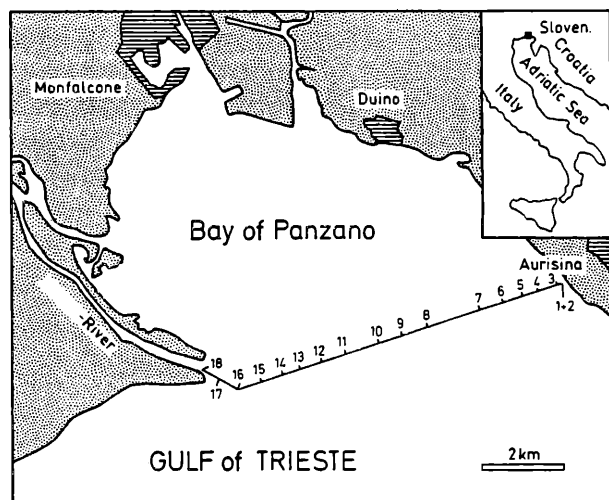 Sloven.
Croatia
Adriatic Sea
Italy
Monfalcone
Duino
Bay of Panzano
Aurisina
-River
1+2
3
4
5
6
7
8
9
10
11
12
13
14
15
16
17
18
GULF of TRIESTE
2km